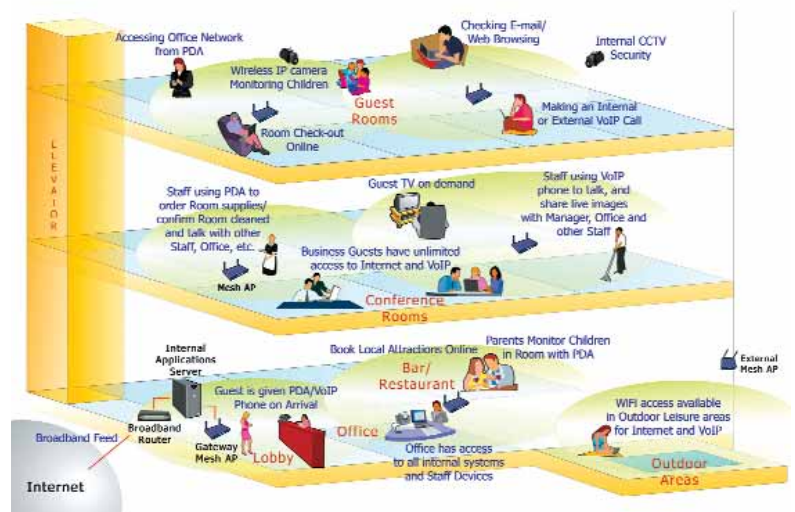 Accessing Office Network
from PDA
Checking E-mail/
Web Browsing
Internal CCTV
Security
Wireless IP camera
Monitoring Children
Guest
Rooms
Making an Internal
or External VoIP Call
Room Check-out
Online
LLEVAIOR
Staff using PDA to
order Room supplies/
confirm Room cleaned
and talk with other
Staff, Office, etc.
Mesh AP
Guest TV on demand
Staff using VoIP
phone to talk, and
share live images
with Manager, Office and
other Staff
Business Guests have unlimited
access to Internet and VoIP
Conference
Rooms
Internal
Applications
Server
Book Local Attractions Online
Parents Monitor Children
in Room with PDA
Bar/
Restaurant
External
Mesh AP
Guest is given PDA/VoIP
Phone on Arrival
Broadband Feed
Broadband
Router
Gateway
Mesh AP
Lobby
Office
Office has access
to all internal systems
and Staff Devices
WiFi access available
in Outdoor Leisure areas
for Internet and VoIP
Outdoor
Areas
Internet